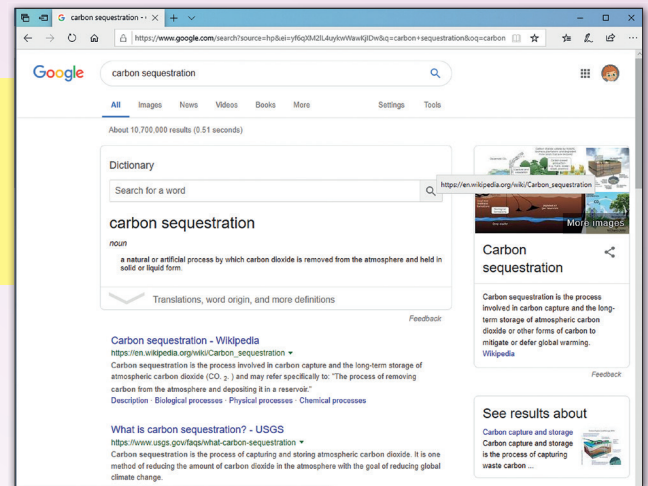 carbon sequestration -
https://www.google.com/search?source=hp&ei=yf6qXM2IL4uykwWawKjIDw&q=carbon+sequestration&oq=carbon
Google
carbon sequestration
All Images News Videos Books More Settings Tools
About 10,700,000 results (0.51 seconds)
Dictionary
Search for a word
carbon sequestration
noun
a natural or artificial process by which carbon dioxide is removed from the atmosphere and held in
solid or liquid form.
Translations, word origin, and more definitions
Feedback
Carbon sequestration - Wikipedia
https://en.wikipedia.org/wiki/Carbon_sequestration
Carbon sequestration is the process involved in carbon capture and the long-term storage of
atmospheric carbon dioxide (CO. 2. ) and may refer specifically to: "The process of removing
carbon from the atmosphere and depositing it in a reservoir."
Description · Biological processes · Physical processes · Chemical processes
What is carbon sequestration? - USGS
https://www.usgs.gov/faqs/what-carbon-sequestration
Carbon sequestration is the process of capturing and storing atmospheric carbon dioxide. It is one
method of reducing the amount of carbon dioxide in the atmosphere with the goal of reducing global
climate change.
https://en.wikipedia.org/wiki/Carbon_sequestration
More images
Carbon
sequestration
Carbon sequestration is the process
involved in carbon capture and the long-
term storage of atmospheric carbon
dioxide or other forms of carbon to
mitigate or defer global warming.
Wikipedia
Feedback
See results about
Carbon capture and storage
Carbon capture and storage
is the process of capturing
waste carbon ...